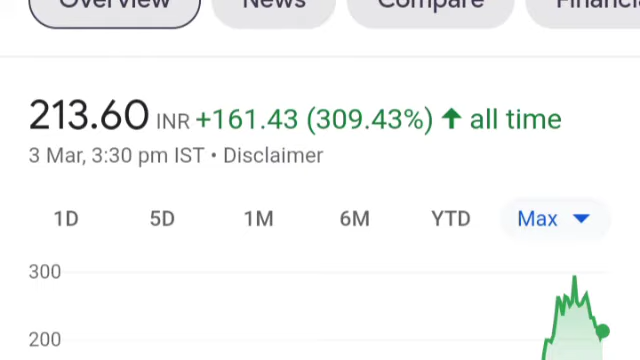 Overview News Compare Financia
213.60 INR +161.43 (309.43%) ↑ all time
3 Mar, 3:30 pm IST • Disclaimer
1D 5D 1M 6M YTD Max
300
200